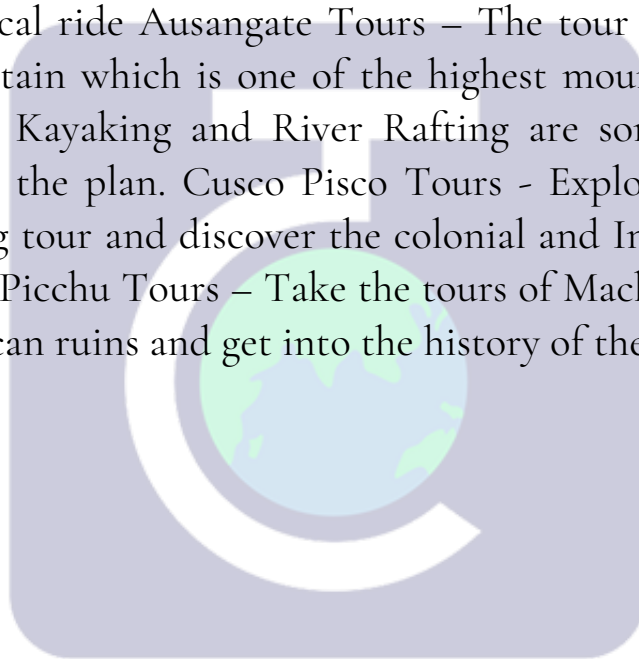 cal ride Ausangate Tours – The tour
tain which is one of the highest mou
Kayaking and River Rafting are so
the plan. Cusco Pisco Tours - Explo
g tour and discover the colonial and In
Picchu Tours – Take the tours of Macl
can ruins and get into the history of the